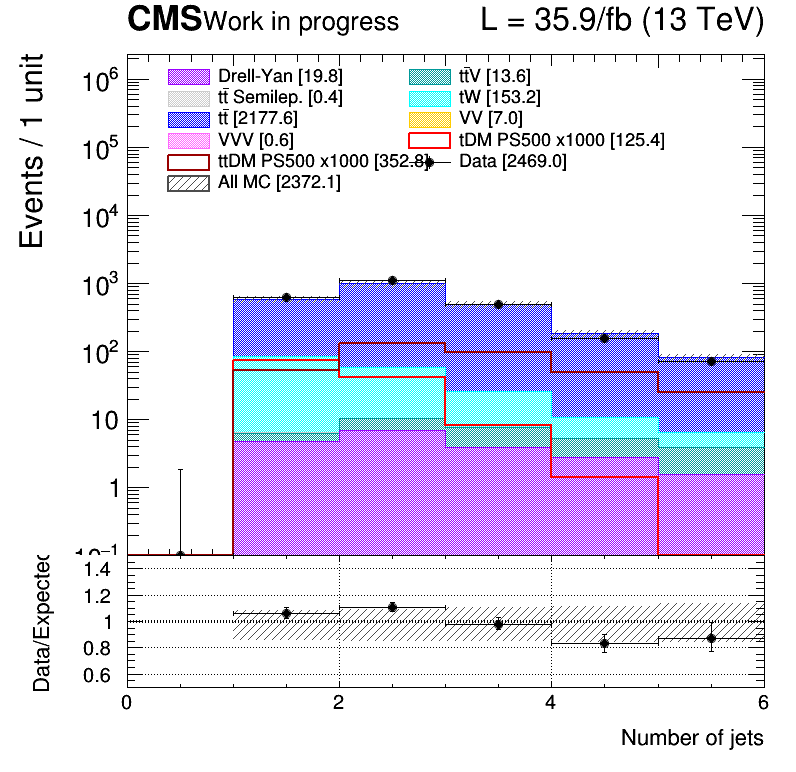 CMS Work in progress L = 35.9/fb (13 TeV)
Events / 1 unit
10⁶
10⁵
10⁴
10³
10²
10
1
10⁻¹
Drell-Yan [19.8]
tt̄V [13.6]
tt̄ Semilep. [0.4]
tW [153.2]
tt̄ [2177.6]
VV [7.0]
VVV [0.6]
tDM PS500 x1000 [125.4]
ttDM PS500 x1000 [352.8]
Data [2469.0]
All MC [2372.1]
Data/Expected
1.4
1.2
1
0.8
0.6
0 2 4 6
Number of jets